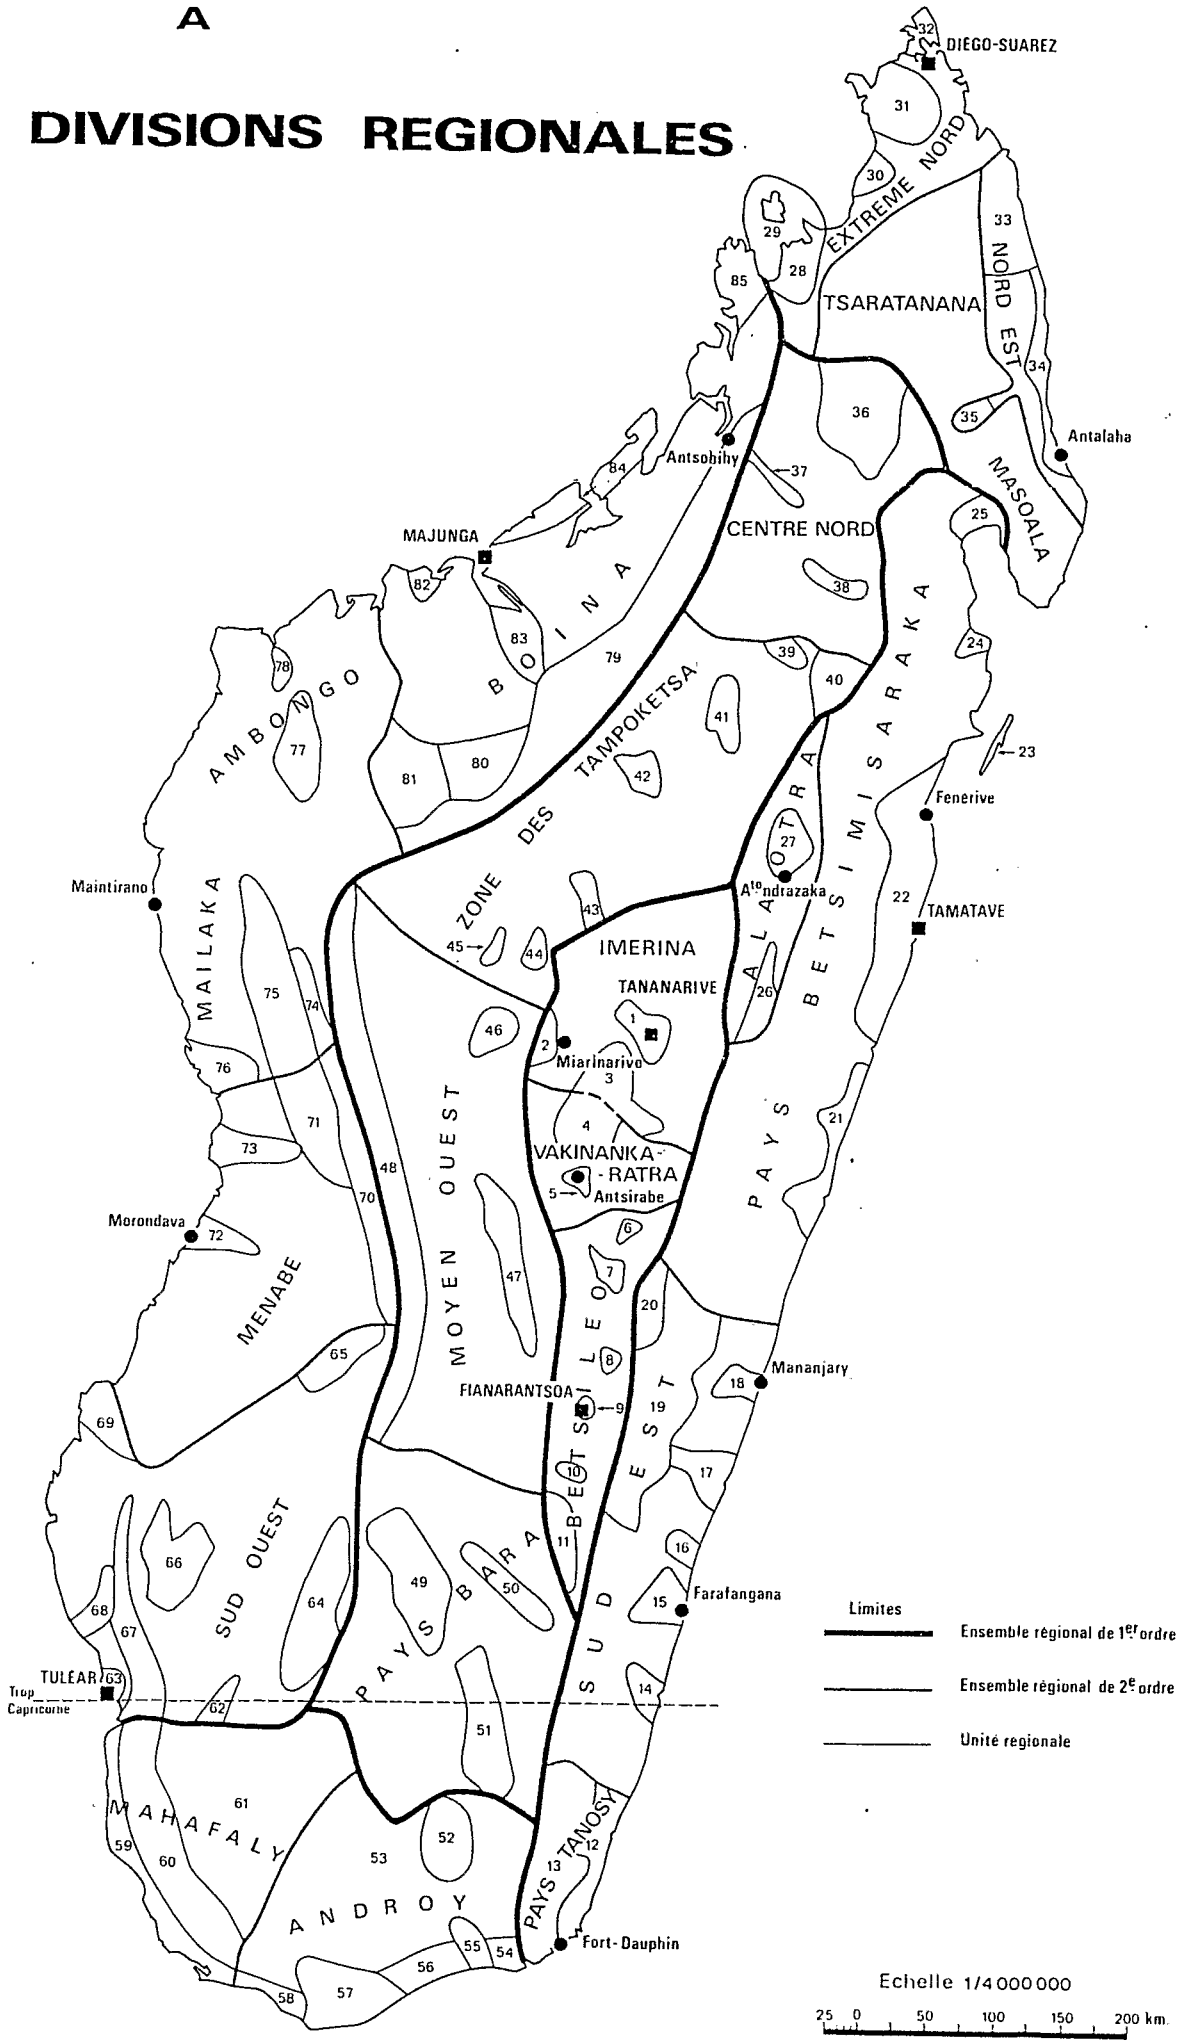 A
DIVISIONS REGIONALES
32
DIEGO-SUAREZ
31
30
EXTREME NORD
29
28
33
NORD EST
85
TSARATANANA
34
36
35
Antalaha
Antsohihy
37
84
MASOALA
25
CENTRE NORD
MAJUNGA
82
38
83
BOINA
79
39
24
78
40
AMBONGO
77
41
TAMPOKETSA
42
81
80
23
Fenerive
DES
27
Aᵗᵒndrazaka
ALAOTRA
BETSIMISARAKA
22
TAMATAVE
Maintirano
MAILAKA
ZONE
43
45
44
IMERINA
TANANARIVE
75
74
46
1
26
2
Miarinarivo
3
76
71
4
21
73
VAKINANKA-
-RATRA
48
5
Antsirabe
PAYS
70
Morondava
72
6
47
7
MENABE
MOYEN OUEST
20
65
8
Mananjary
18
FIANARANTSOA
9
19
69
BETSILEO
10
17
SUD EST
SUD OUEST
11
16
66
49
50
PAYS BARA
64
68
67
15
Farafangana
TULEAR
63
14
Trop
Capricorne
62
51
Limites
Ensemble régional de 1ᵉʳ ordre
Ensemble régional de 2ᵉ ordre
Unité regionale
61
MAHAFALY
59
60
52
53
12
13
PAYS TANOSY
ANDROY
55
54
Fort-Dauphin
56
57
58
Echelle 1/4 000 000
25 0 50 100 150 200 km.